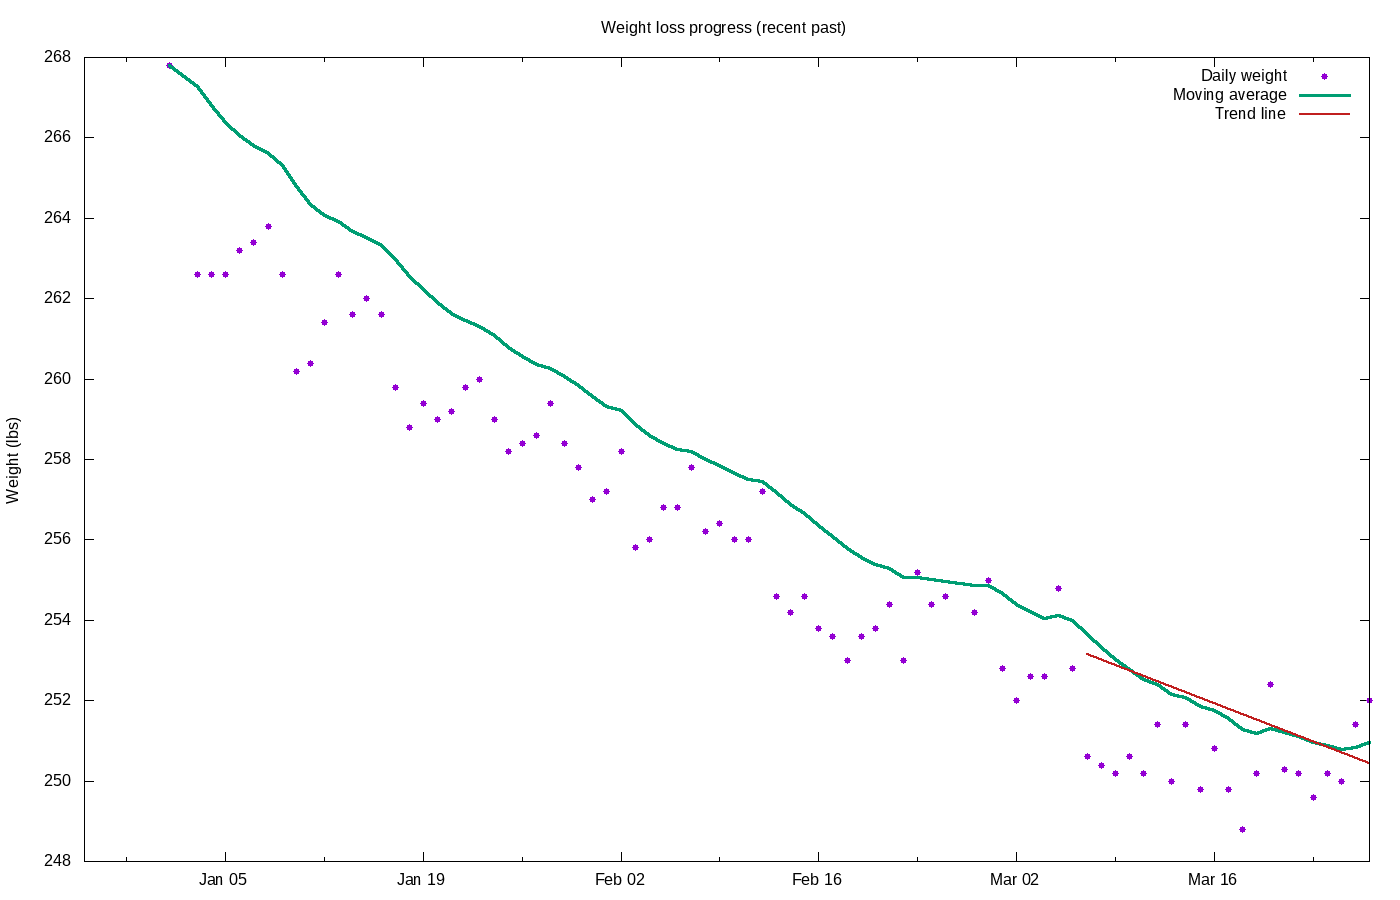 Weight loss progress (recent past)
268
266
264
262
260
258
256
254
252
250
248
Weight (lbs)
Daily weight
Moving average
Trend line
Jan 05
Jan 19
Feb 02
Feb 16
Mar 02
Mar 16